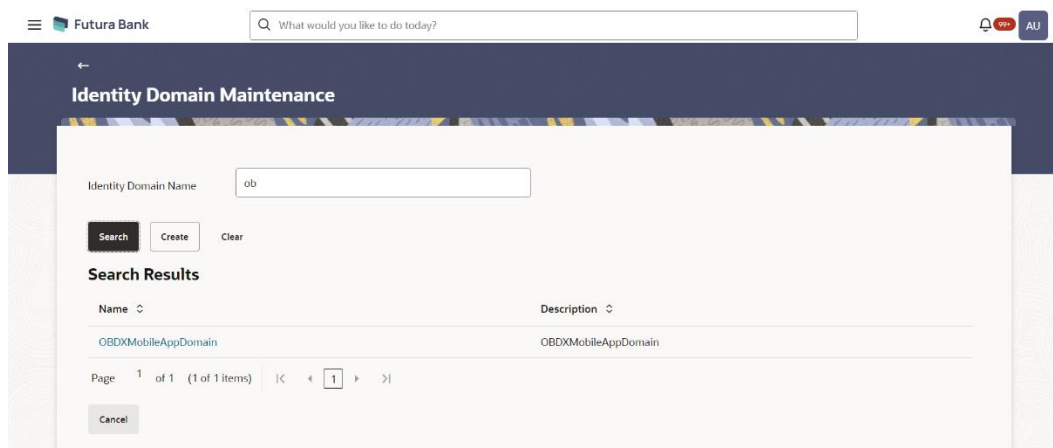 Futura Bank
What would you like to do today?
99+
AU
Identity Domain Maintenance
Identity Domain Name
ob
Search Create Clear
Search Results
Name Description
OBDXMobileAppDomain OBDXMobileAppDomain
Page 1 of 1 (1 of 1 items) 1
Cancel